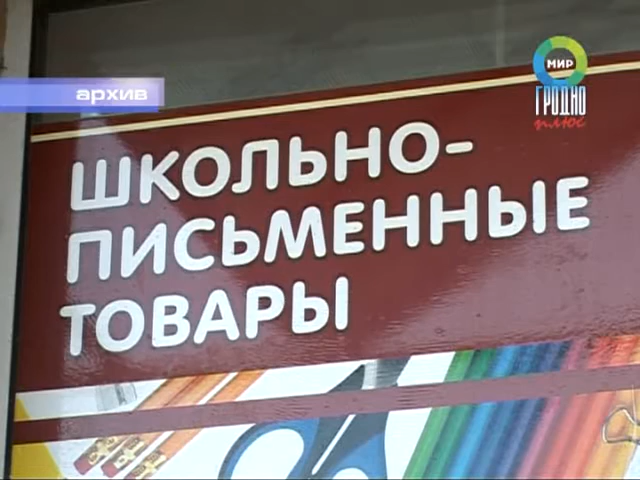 МИР
ГРОДНО
плюс
архив
ШКОЛЬНО-
ПИСЬМЕННЫЕ
ТОВАРЫ